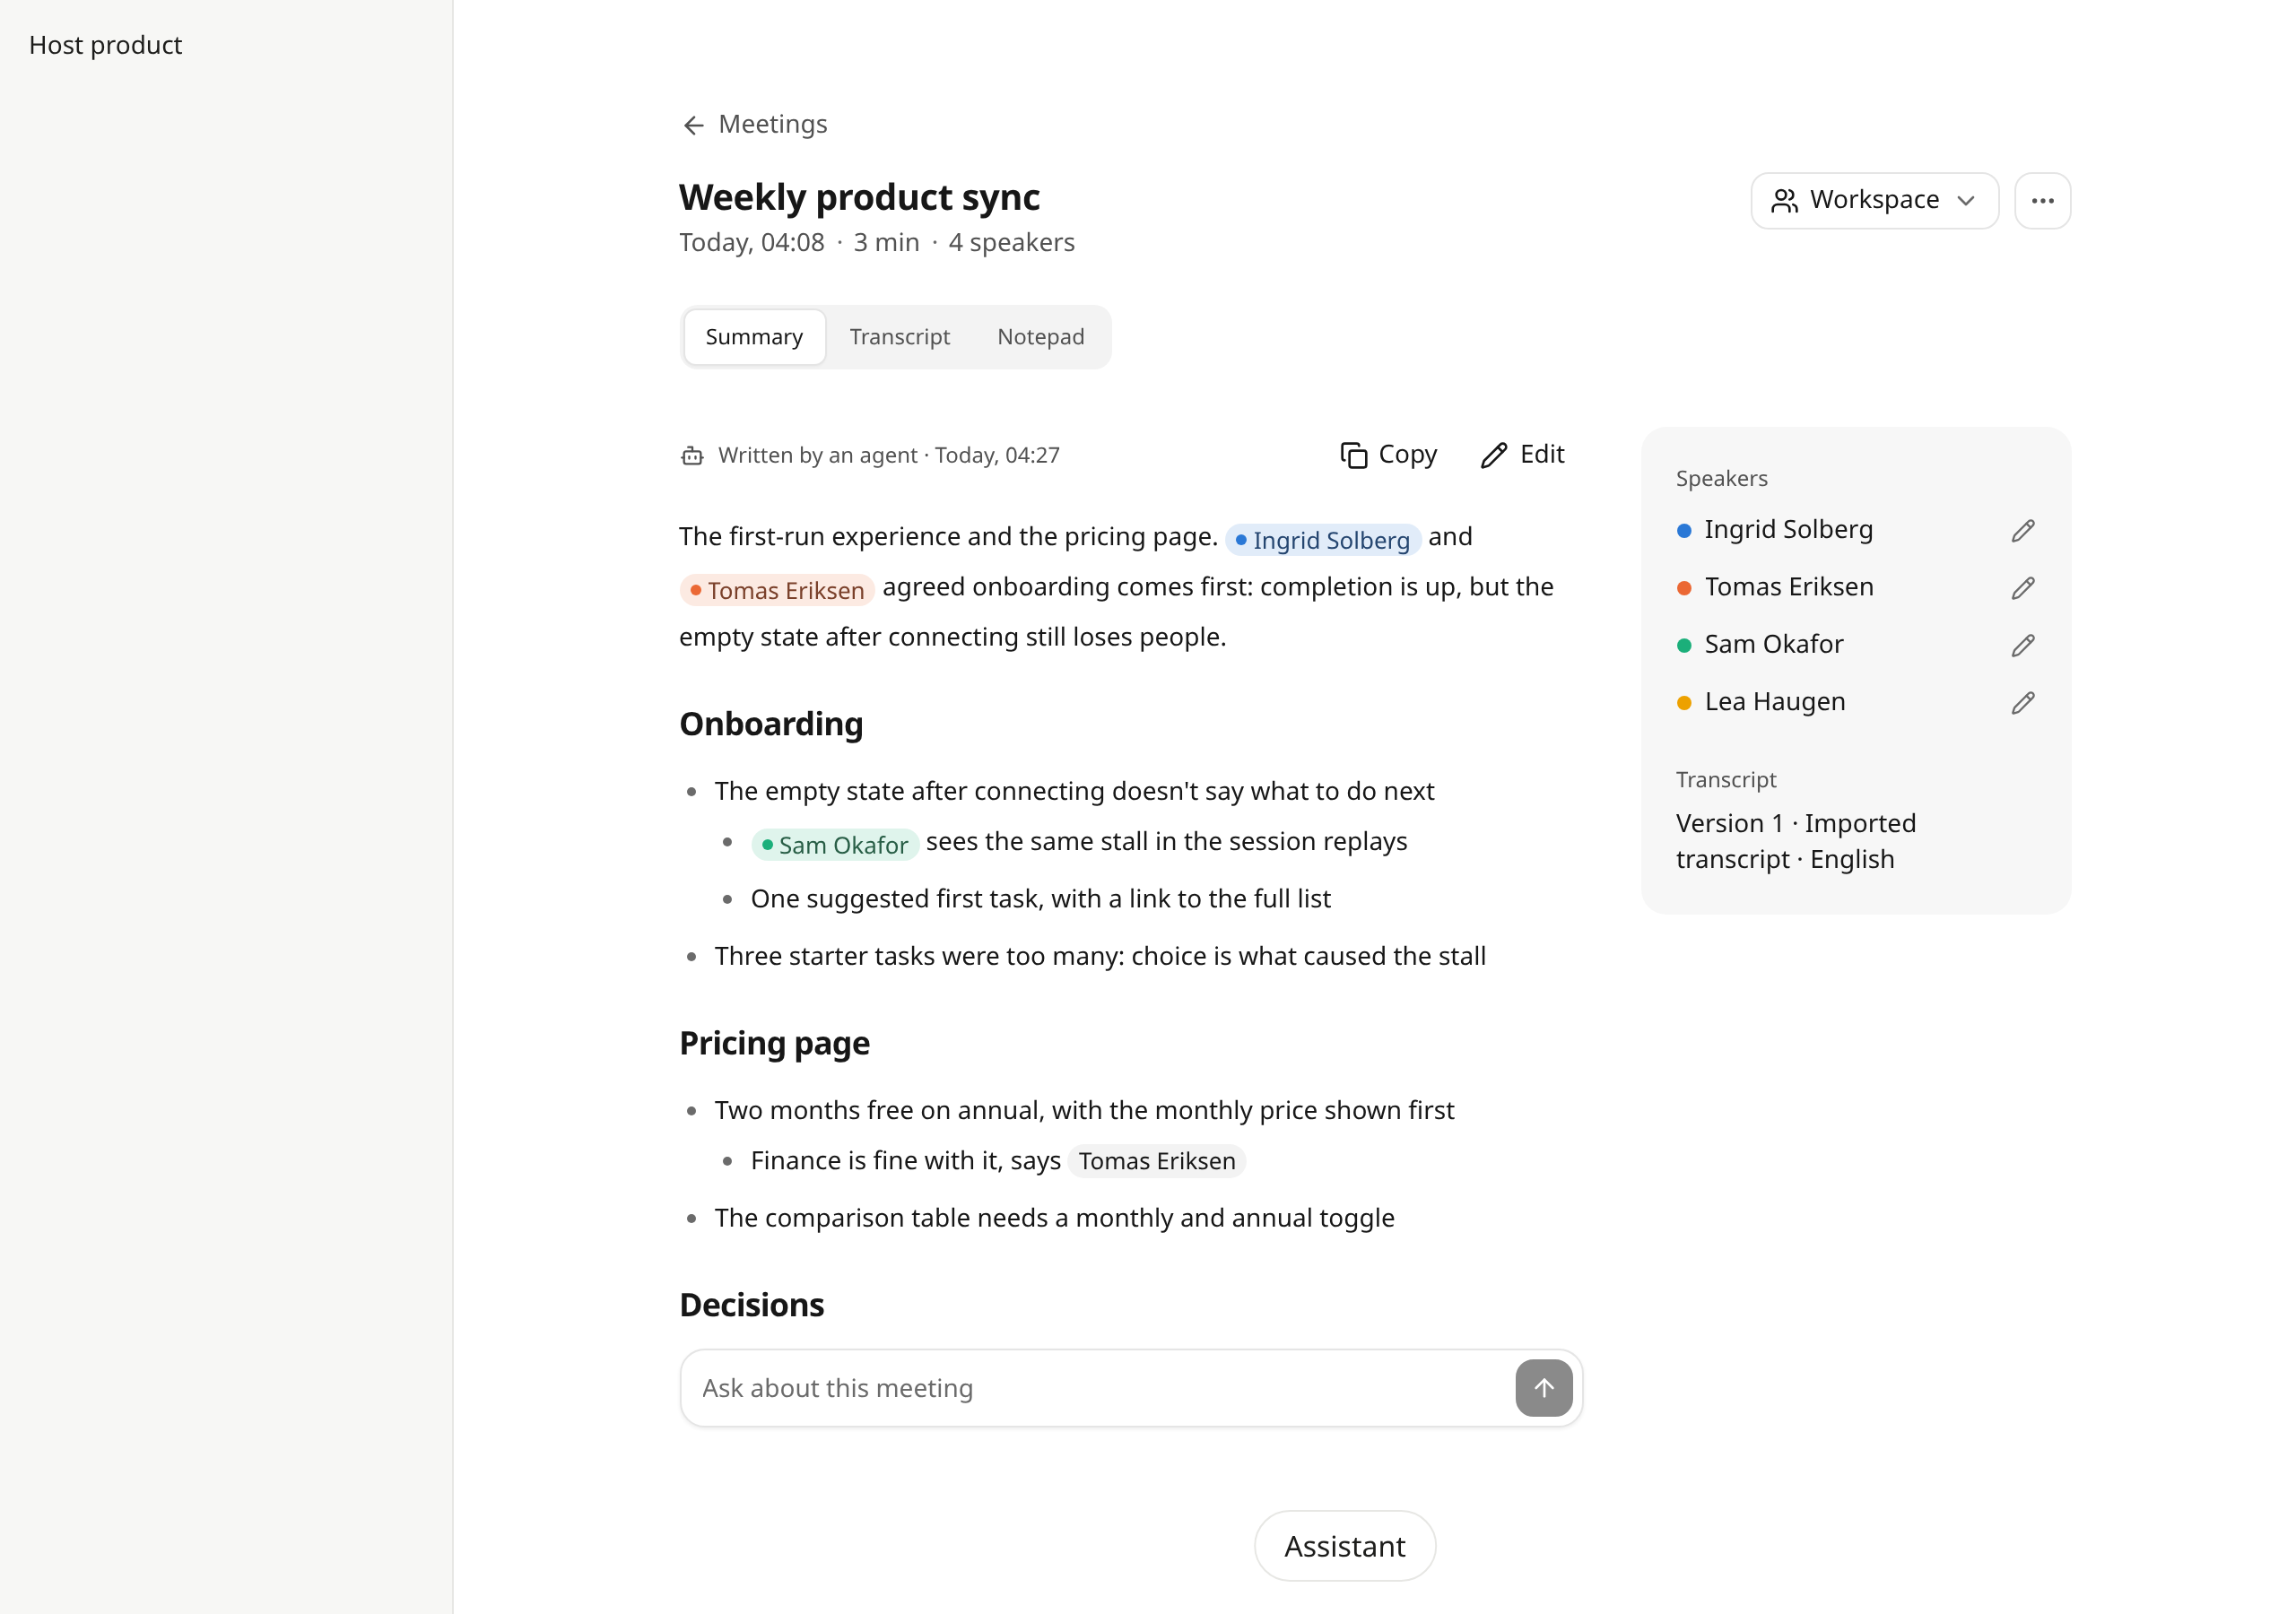 Host product
Meetings
Weekly product sync
Workspace
Today, 04:08 · 3 min · 4 speakers
Summary
Transcript
Notepad
Written by an agent · Today, 04:27
Copy
Edit
The first-run experience and the pricing page. Ingrid Solberg and
Tomas Eriksen agreed onboarding comes first: completion is up, but the
empty state after connecting still loses people.
Onboarding
The empty state after connecting doesn't say what to do next
Sam Okafor sees the same stall in the session replays
One suggested first task, with a link to the full list
Three starter tasks were too many: choice is what caused the stall
Pricing page
Two months free on annual, with the monthly price shown first
Finance is fine with it, says Tomas Eriksen
The comparison table needs a monthly and annual toggle
Decisions
Ask about this meeting
Speakers
Ingrid Solberg
Tomas Eriksen
Sam Okafor
Lea Haugen
Transcript
Version 1 · Imported
transcript · English
Assistant